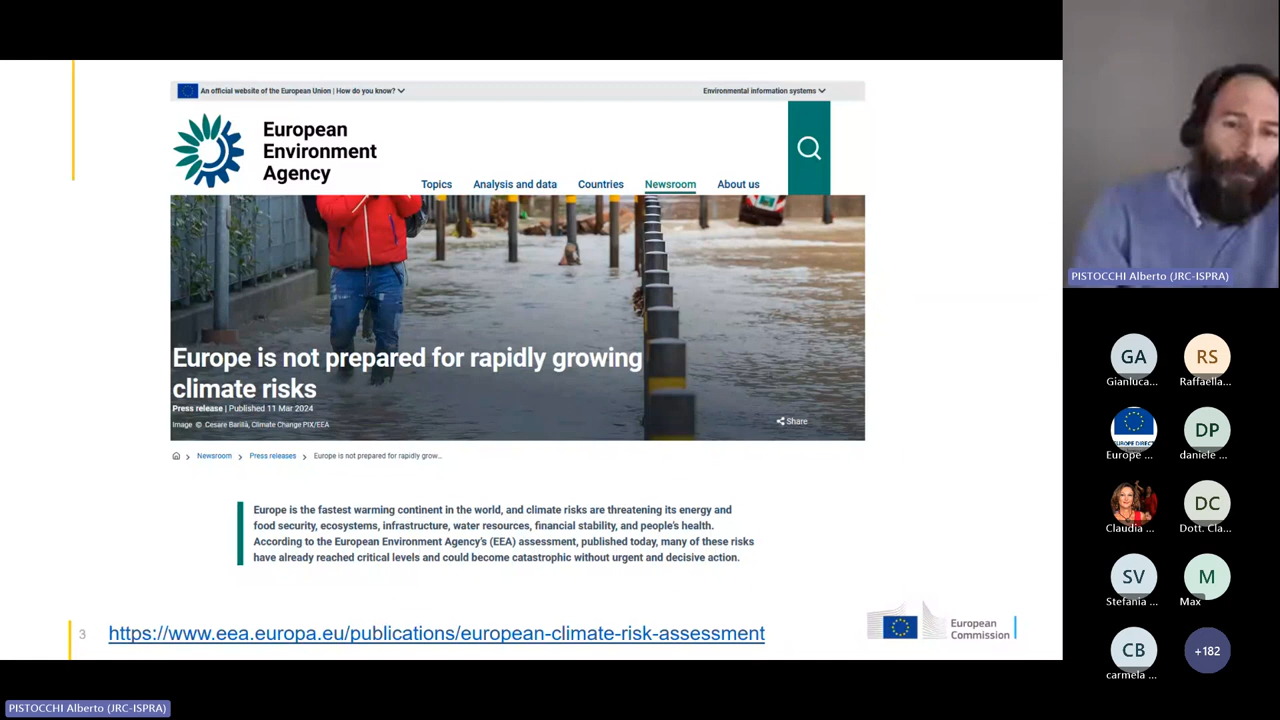 An official website of the European Union | How do you know?
Environmental information systems
European
Environment
Agency
Topics
Analysis and data
Countries
Newsroom
About us
Europe is not prepared for rapidly growing
climate risks
Press release | Published 11 Mar 2024
Image © Cesare Barillà, Climate Change PIX/EEA
Share
Newsroom
Press releases
Europe is not prepared for rapidly grow...
Europe is the fastest warming continent in the world, and climate risks are threatening its energy and
food security, ecosystems, infrastructure, water resources, financial stability, and people's health.
According to the European Environment Agency's (EEA) assessment, published today, many of these risks
have already reached critical levels and could become catastrophic without urgent and decisive action.
3
https://www.eea.europa.eu/publications/european-climate-risk-assessment
European
Commission
PISTOCCHI Alberto (JRC-ISPRA)
GA
Gianluca...
RS
Raffaella...
EUROPE DIRECT
Europe ...
DP
daniele ...
Claudia ...
DC
Dott. Cla...
SV
Stefania ...
M
Max
CB
carmela ...
+182
PISTOCCHI Alberto (JRC-ISPRA)